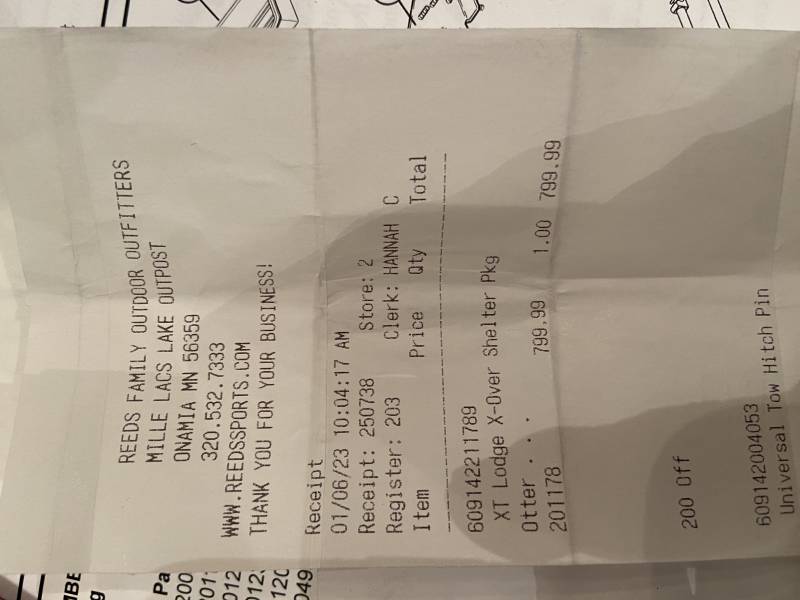 REEDS FAMILY OUTDOOR OUTFITTERS
MILLE LACS LAKE OUTPOST
ONAMIA MN 56359
320.532.7333
WWW.REEDSSPORTS.COM
THANK YOU FOR YOUR BUSINESS!
Receipt
01/06/23 10:04:17 AM
Receipt: 250738 Store: 2
Register: 203 Clerk: HANNAH C
Item Price Qty Total
609142211789
XT Lodge X-Over Shelter Pkg
Otter . . . 799.99 1.00 799.99
201178
200 Off
609142004053
Universal Tow Hitch Pin
Pa